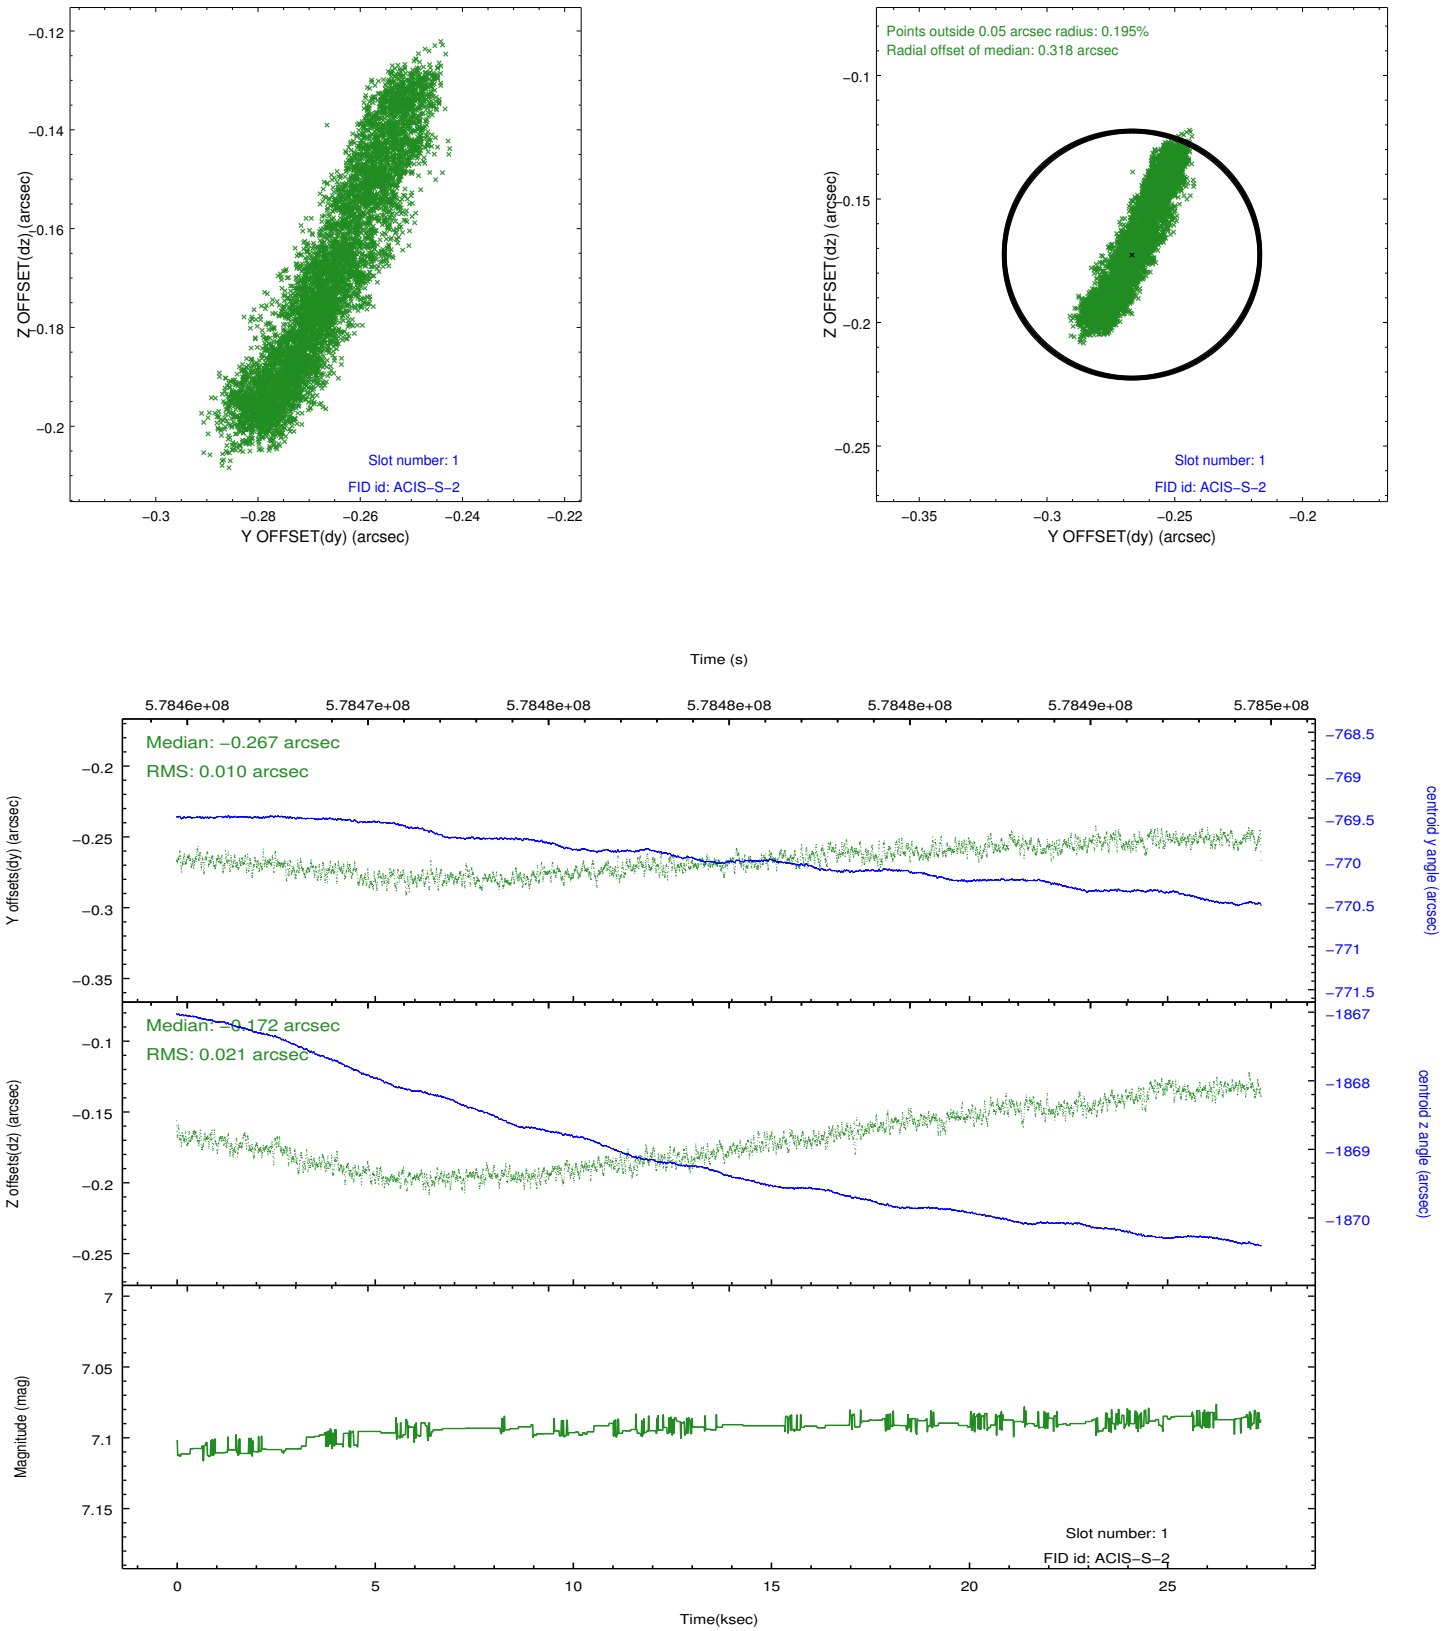 −0.12
−0.14
−0.16
−0.18
−0.2
Z OFFSET(dz) (arcsec)
Slot number: 1
FID id: ACIS−S−2
−0.3
−0.28
−0.26
−0.24
−0.22
Y OFFSET(dy) (arcsec)
Points outside 0.05 arcsec radius: 0.195%
Radial offset of median: 0.318 arcsec
−0.1
−0.15
−0.2
−0.25
Z OFFSET(dz) (arcsec)
Slot number: 1
FID id: ACIS−S−2
−0.35
−0.3
−0.25
−0.2
Y OFFSET(dy) (arcsec)
Time (s)
5.7846e+08
5.7847e+08
5.7848e+08
5.7848e+08
5.7848e+08
5.7849e+08
5.785e+08
Median: −0.267 arcsec
RMS: 0.010 arcsec
−0.2
−0.25
−0.3
−0.35
Y offsets(dy) (arcsec)
−768.5
−769
−769.5
−770
−770.5
−771
−771.5
centroid y angle (arcsec)
Median: −0.172 arcsec
RMS: 0.021 arcsec
−0.1
−0.15
−0.2
−0.25
Z offsets(dz) (arcsec)
−1867
−1868
−1869
−1870
centroid z angle (arcsec)
7
7.05
7.1
7.15
Magnitude (mag)
Slot number: 1
FID id: ACIS−S−2
0
5
10
15
20
25
Time(ksec)